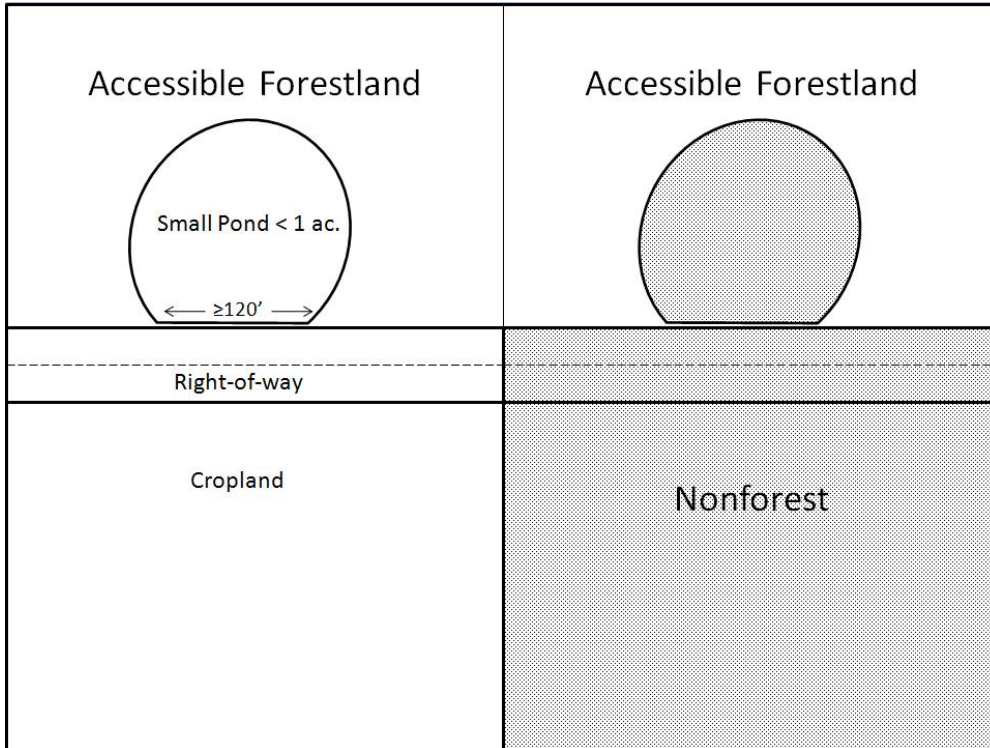 Accessible Forestland
Accessible Forestland
Small Pond < 1 ac.
≥120’
Right-of-way
Cropland
Nonforest